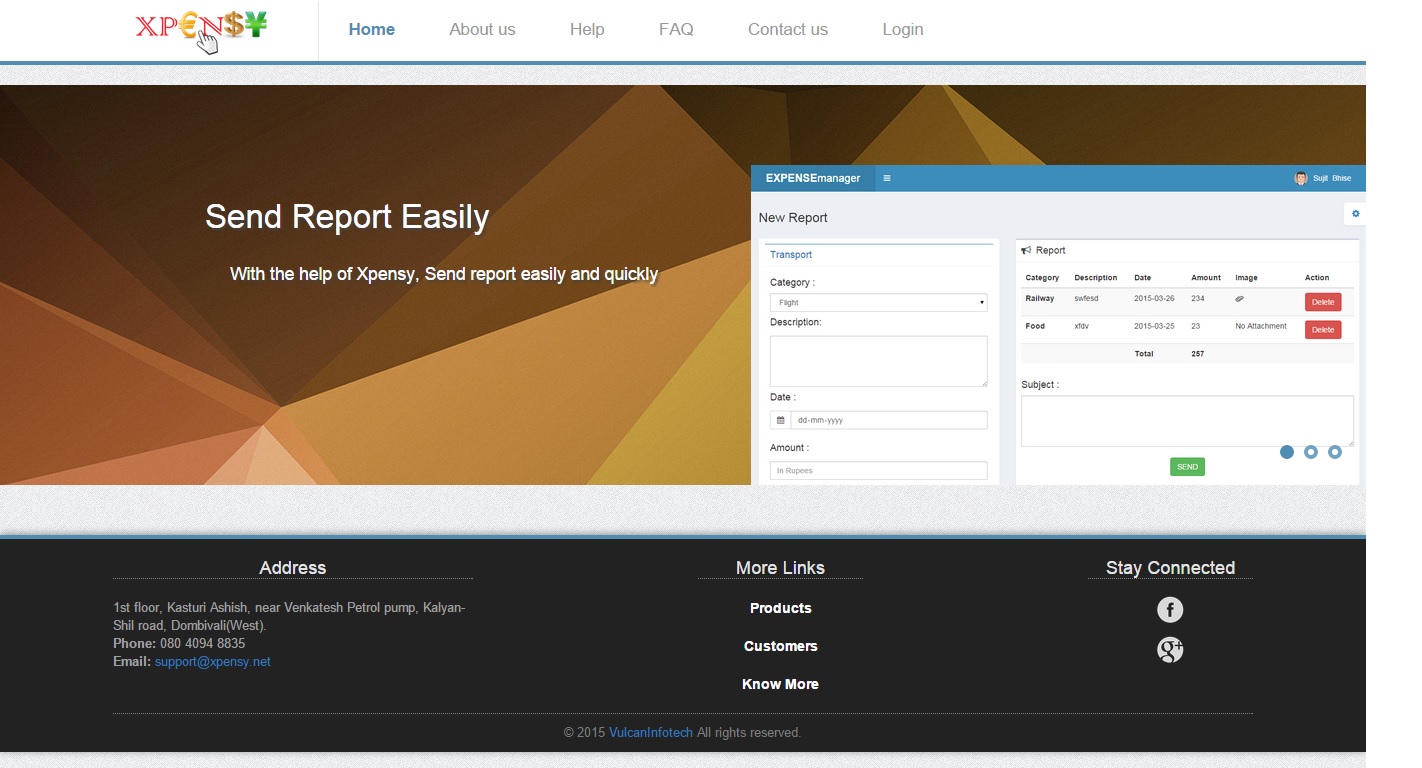 XP€N$¥
Home About us Help FAQ Contact us Login
Send Report Easily
With the help of Xpensy, Send report easily and quickly
EXPENSEmanager
Sujit Bhise
New Report
Transport
Category :
Flight
Description:
Date :
dd-mm-yyyy
Amount :
In Rupees
Report
Category Description Date Amount Image Action
Railway swfesd 2015-03-26 234 Delete
Food xfdv 2015-03-25 23 No Attachment Delete
Total 257
Subject :
SEND
Address
1st floor, Kasturi Ashish, near Venkatesh Petrol pump, Kalyan-
Shil road, Dombivali(West).
Phone: 080 4094 8835
Email: support@xpensy.net
More Links
Products
Customers
Know More
Stay Connected
f
g+
© 2015 VulcanInfotech All rights reserved.